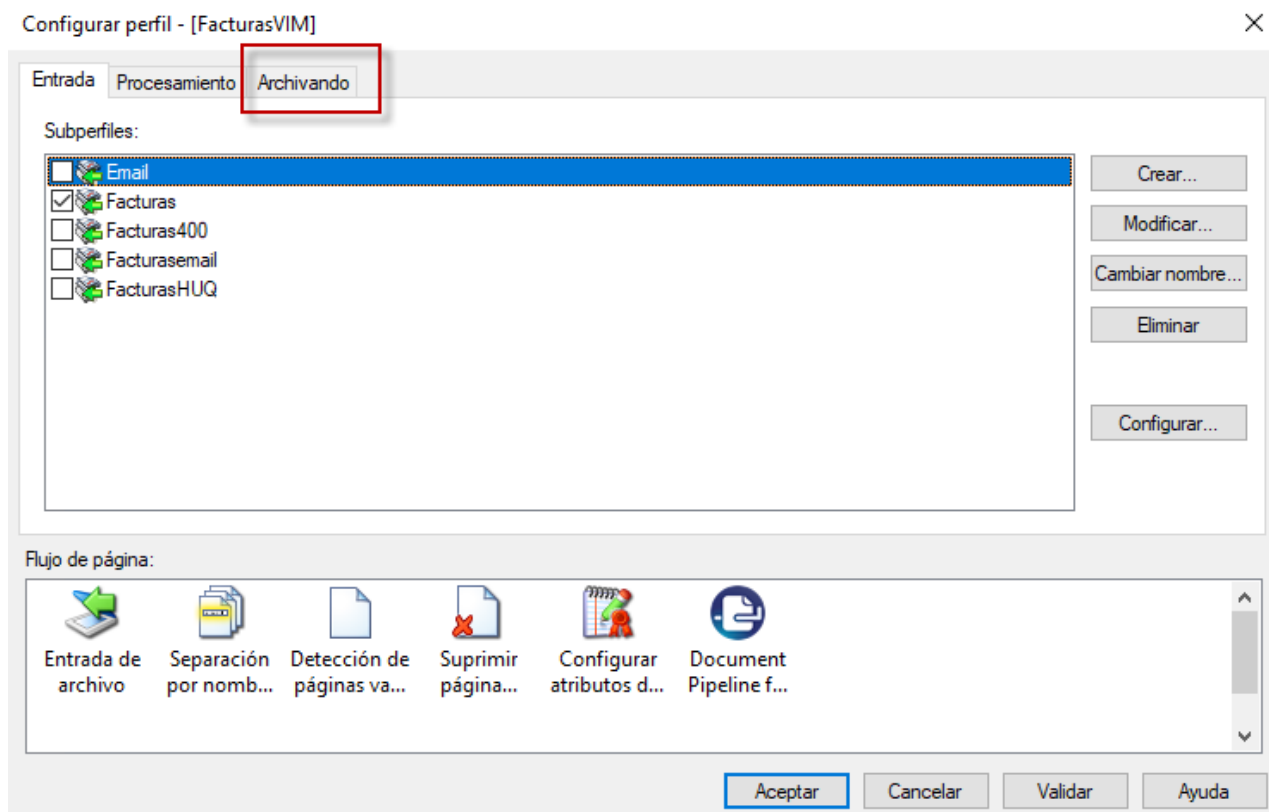 Configurar perfil - [FacturasVIM]
Entrada Procesamiento Archivando
Subperfiles:
Email
Facturas
Facturas400
Facturasemail
FacturasHUQ
Crear...
Modificar...
Cambiar nombre...
Eliminar
Configurar...
Flujo de página:
Entrada de
archivo
Separación
por nomb...
Detección de
páginas va...
Suprimir
página...
Configurar
atributos d...
Document
Pipeline f...
Aceptar Cancelar Validar Ayuda